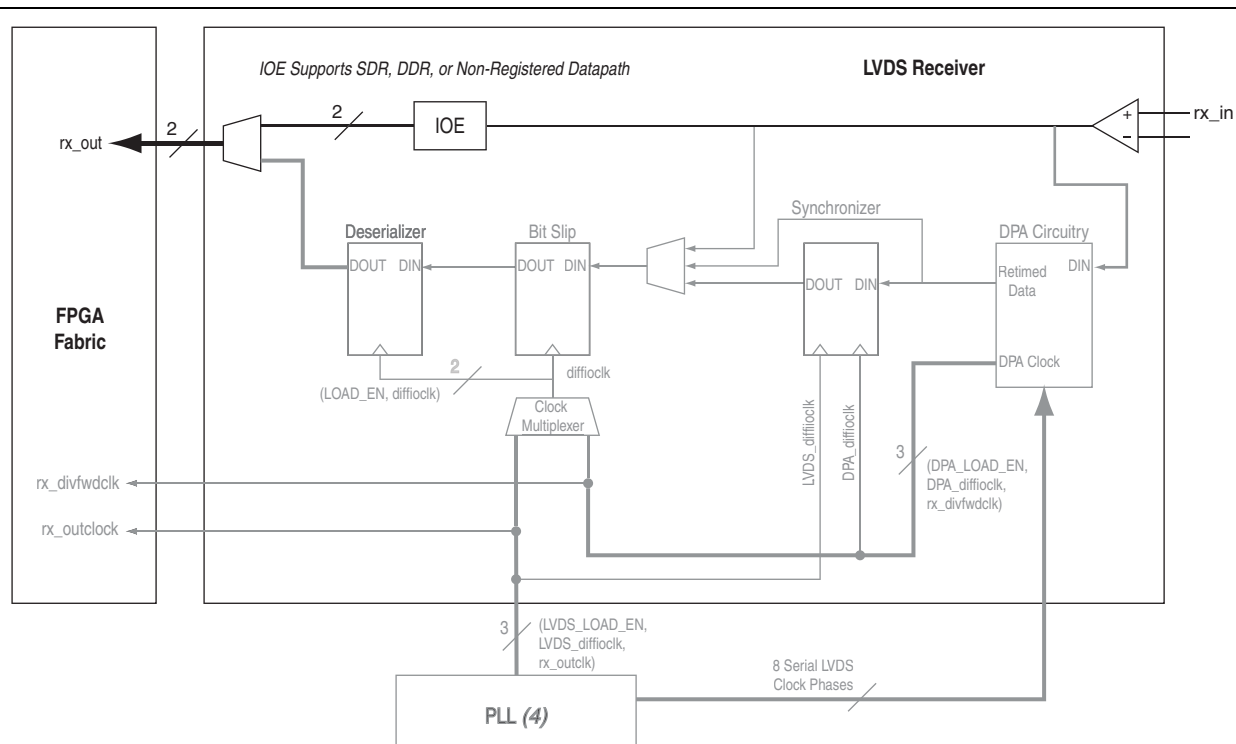 IOE Supports SDR, DDR, or Non-Registered Datapath
LVDS Receiver
2
2
IOE
+
–
rx_in
rx_out
Synchronizer
Deserializer
Bit Slip
DPA Circuitry
DOUT DIN
DOUT DIN
DOUT DIN
DIN
Retimed
Data
FPGA
Fabric
DPA Clock
2
(LOAD_EN, diffioclk)
diffioclk
Clock
Multiplexer
LVDS_diffiioclk
DPA_diffioclk
3
(DPA_LOAD_EN,
DPA_diffioclk,
rx_divfwdclk)
rx_divfwdclk
rx_outclock
3
(LVDS_LOAD_EN,
LVDS_diffioclk,
rx_outclk)
8 Serial LVDS
Clock Phases
PLL (4)